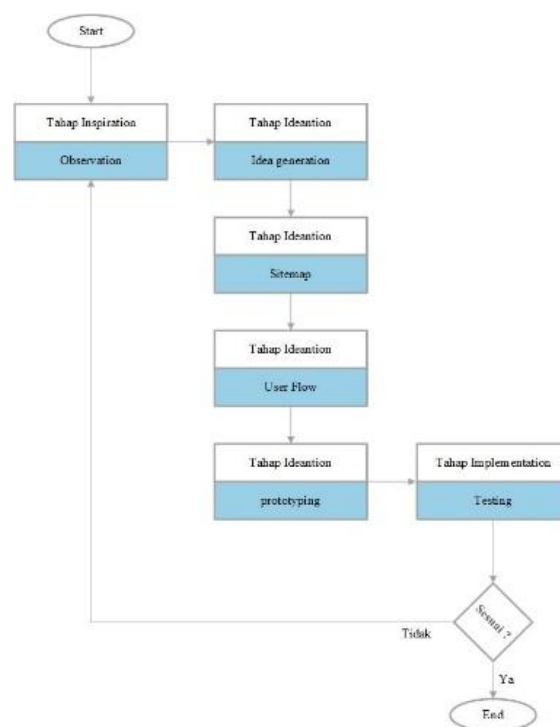 Start
Tahap Inspiration
Observation
Tahap Ideantion
Idea generation
Tahap Ideantion
Sitemap
Tahap Ideantion
User Flow
Tahap Ideantion
prototyping
Tahap Implementation
Testing
Sesuai ?
Tidak
Ya
End